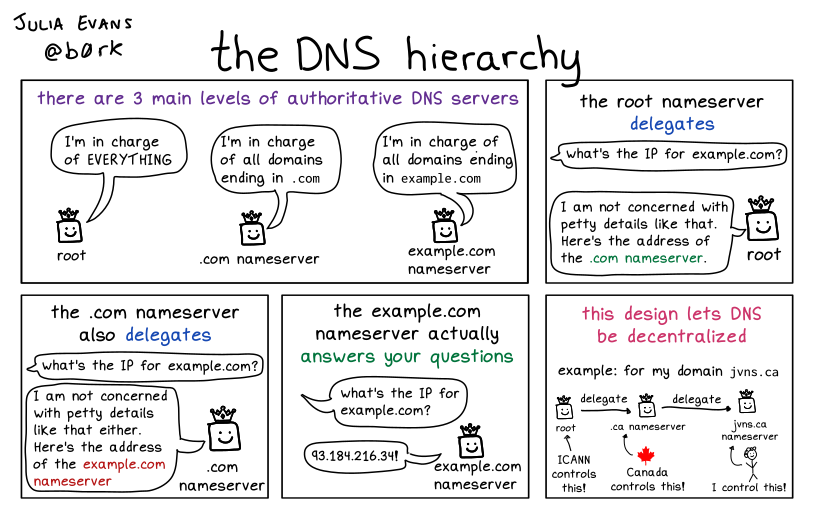 JULIA EVANS
@b0rk
the DNS hierarchy
there are 3 main levels of authoritative DNS servers
I'm in charge
of EVERYTHING
root
I'm in charge
of all domains
ending in .com
.com nameserver
I'm in charge of
all domains ending
in example.com
example.com
nameserver
the root nameserver
delegates
what's the IP for example.com?
I am not concerned with
petty details like that.
Here's the address of
the .com nameserver.
root
the .com nameserver
also delegates
what's the IP for example.com?
I am not concerned
with petty details
like that either.
Here's the address
of the example.com
nameserver
.com
nameserver
the example.com
nameserver actually
answers your questions
what's the IP for
example.com?
93.184.216.34!
example.com
nameserver
this design lets DNS
be decentralized
example: for my domain jvns.ca
delegate
delegate
root
.ca nameserver
jvns.ca
nameserver
ICANN
controls
this!
Canada
controls this!
I control this!